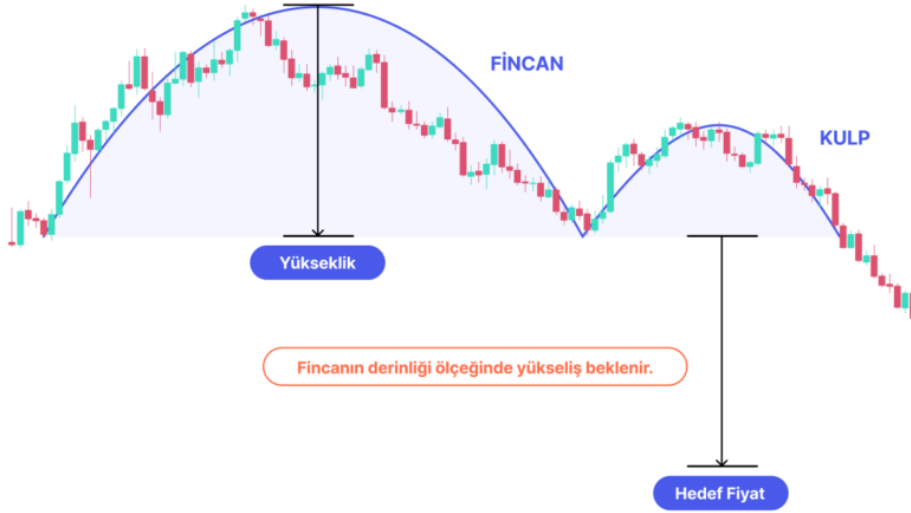 FİNCAN
KULP
Yükseklik
Fincanın derinliği ölçeğinde yükseliş beklenir.
Hedef Fiyat